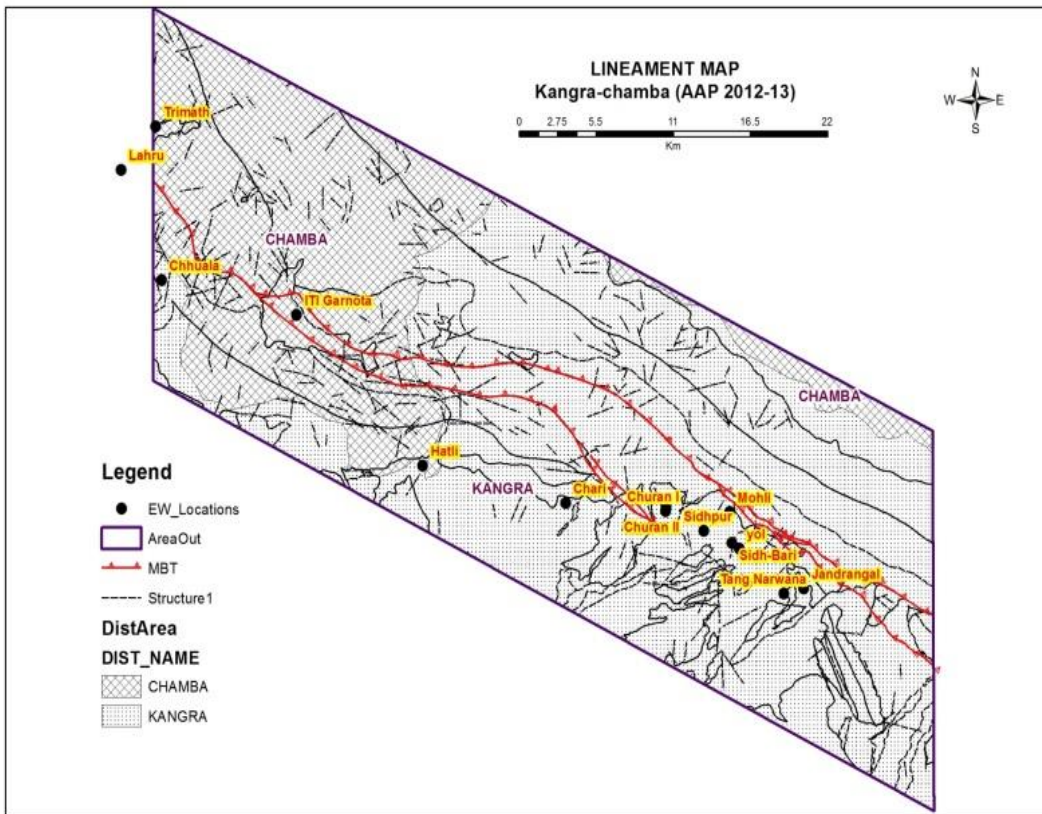 LINEAMENT MAP
Kangra-chamba (AAP 2012-13)
0 2.75 5.5 11 16.5 22
Km
N
W E
S
Trimath
Lahru
CHAMBA
Chhuala
ITI Garnota
CHAMBA
Hatli
KANGRA
Chari
Churan I
Mohli
Churan II
Sidhpur
yol
Sidh-Bari
Tang Narwana
Jandrangal
Legend
EW_Locations
AreaOut
MBT
Structure1
DistArea
DIST_NAME
CHAMBA
KANGRA